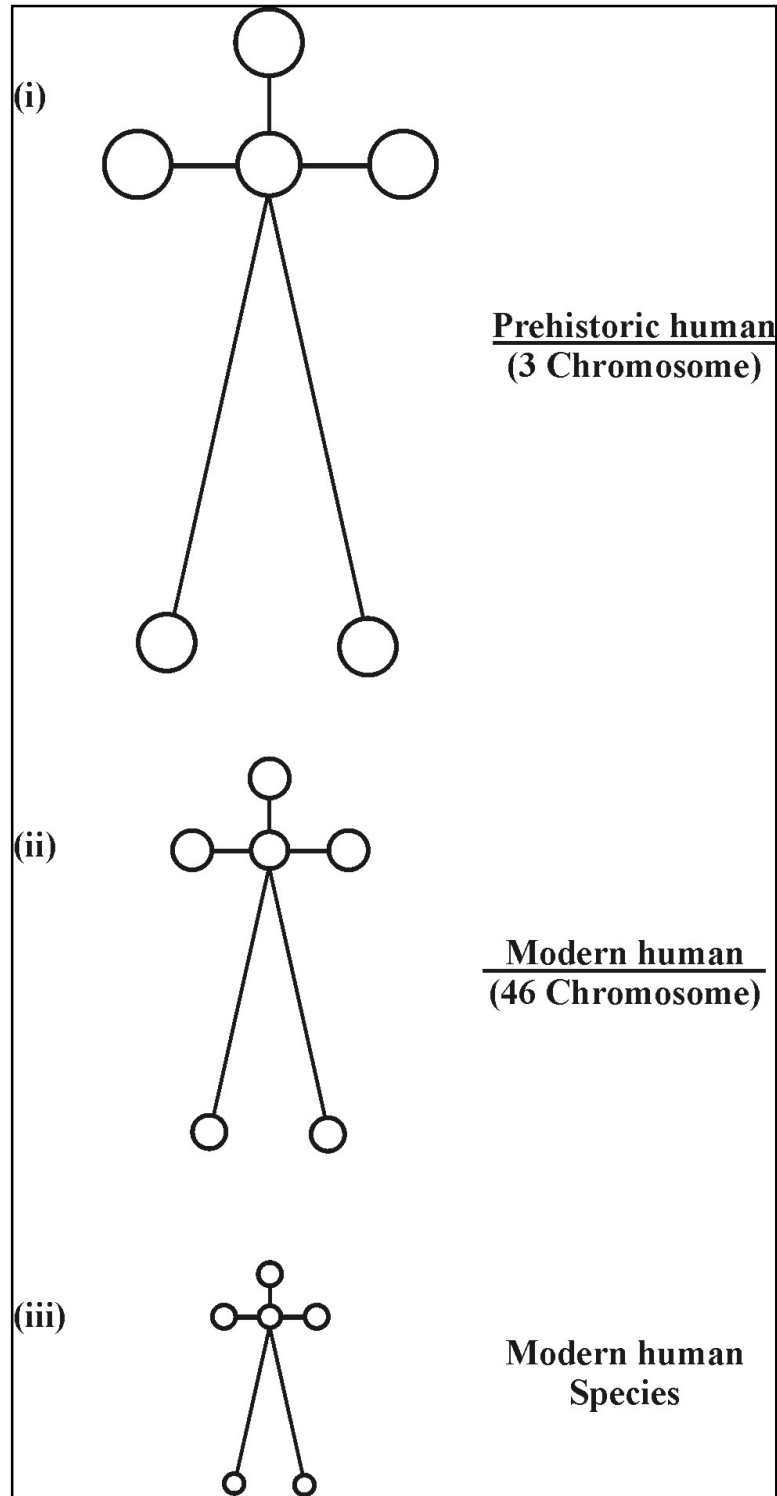 (i)
Prehistoric human
(3 Chromosome)
(ii)
Modern human
(46 Chromosome)
(iii)
Modern human
Species